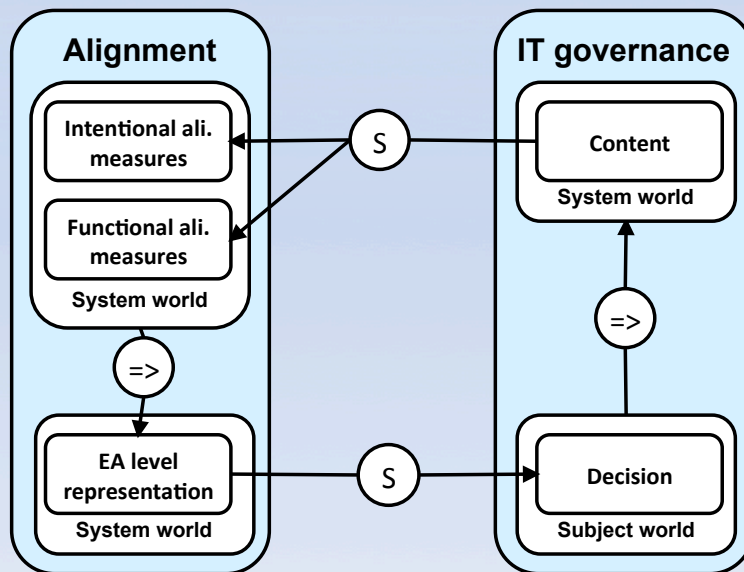 Alignment
IT governance
Intentional ali.
measures
S
Content
System world
Functional ali.
measures
System world
=>
=>
EA level
representation
S
Decision
System world
Subject world